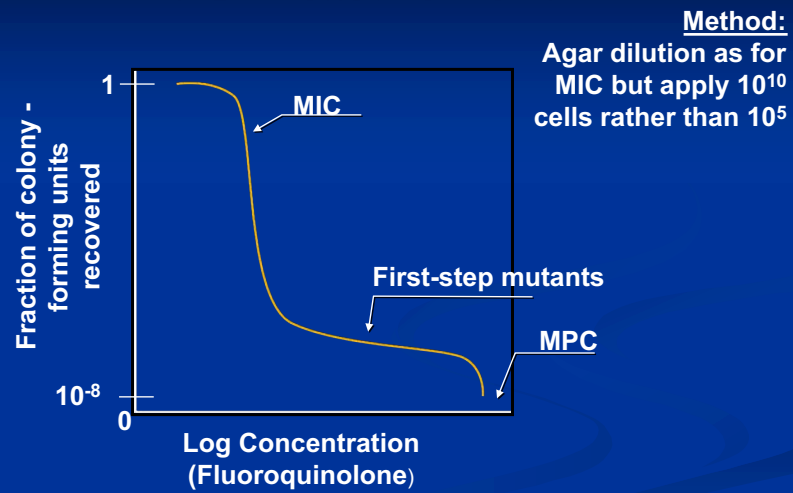 Method:
Agar dilution as for
MIC but apply 10¹⁰
cells rather than 10⁵
Fraction of colony -
forming units
recovered
1
MIC
First-step mutants
MPC
10⁻⁸
0
Log Concentration
(Fluoroquinolone)